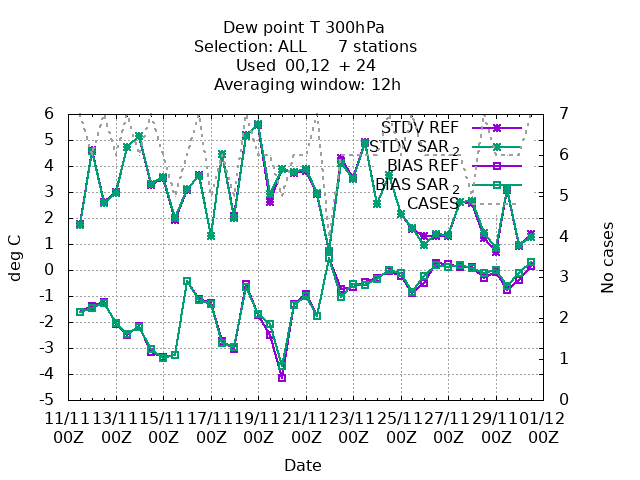 Dew point T 300hPa
Selection: ALL      7 stations
Used  00,12  + 24
Averaging window: 12h
6 7
5 6
4 5
3 4
2 3
1 2
0 1
-1 0
-2
-3
-4
-5
STDV REF
STDV SAR 2
BIAS REF
BIAS SAR 2
CASES
deg C
No cases
11/11 13/11 15/11 17/11 19/11 21/11 23/11 25/11 27/11 29/11 01/12
00Z 00Z 00Z 00Z 00Z 00Z 00Z 00Z 00Z 00Z 00Z
Date